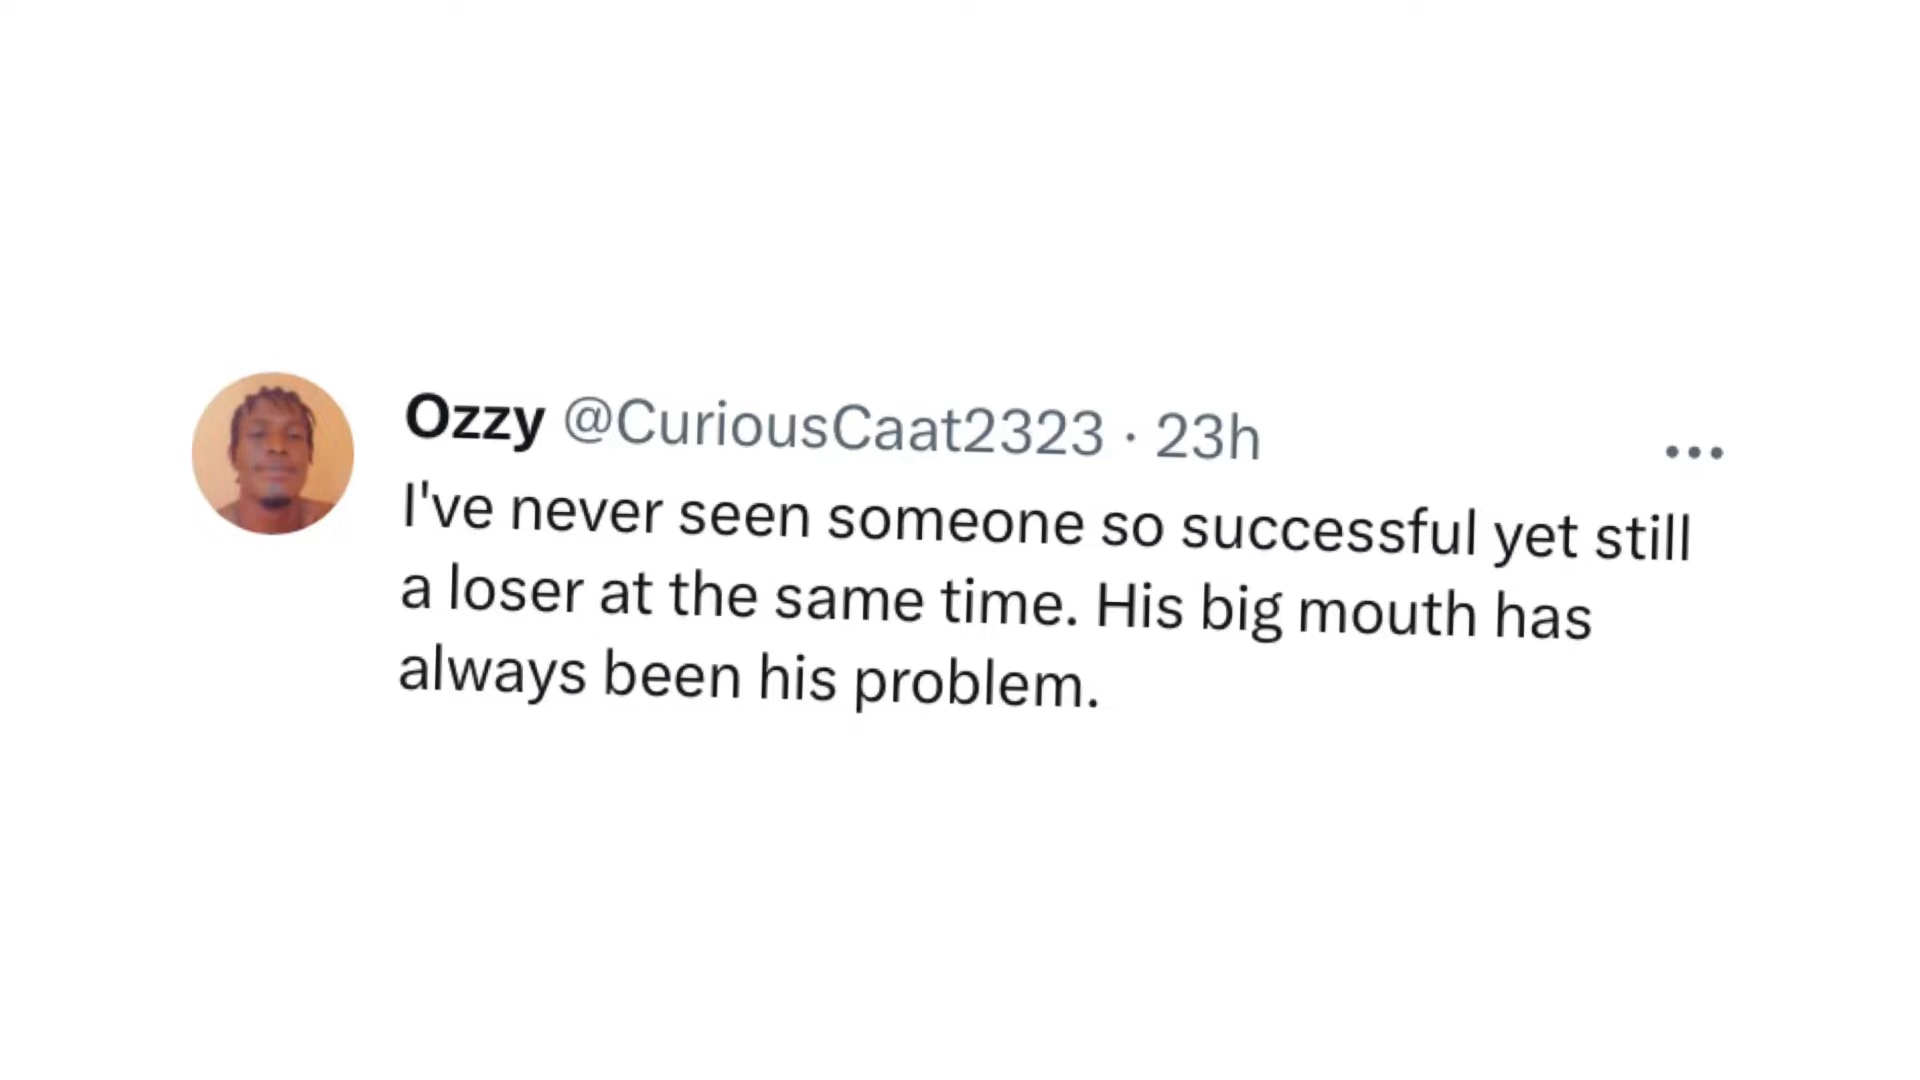 Ozzy @CuriousCaat2323 · 23h
I've never seen someone so successful yet still
a loser at the same time. His big mouth has
always been his problem.